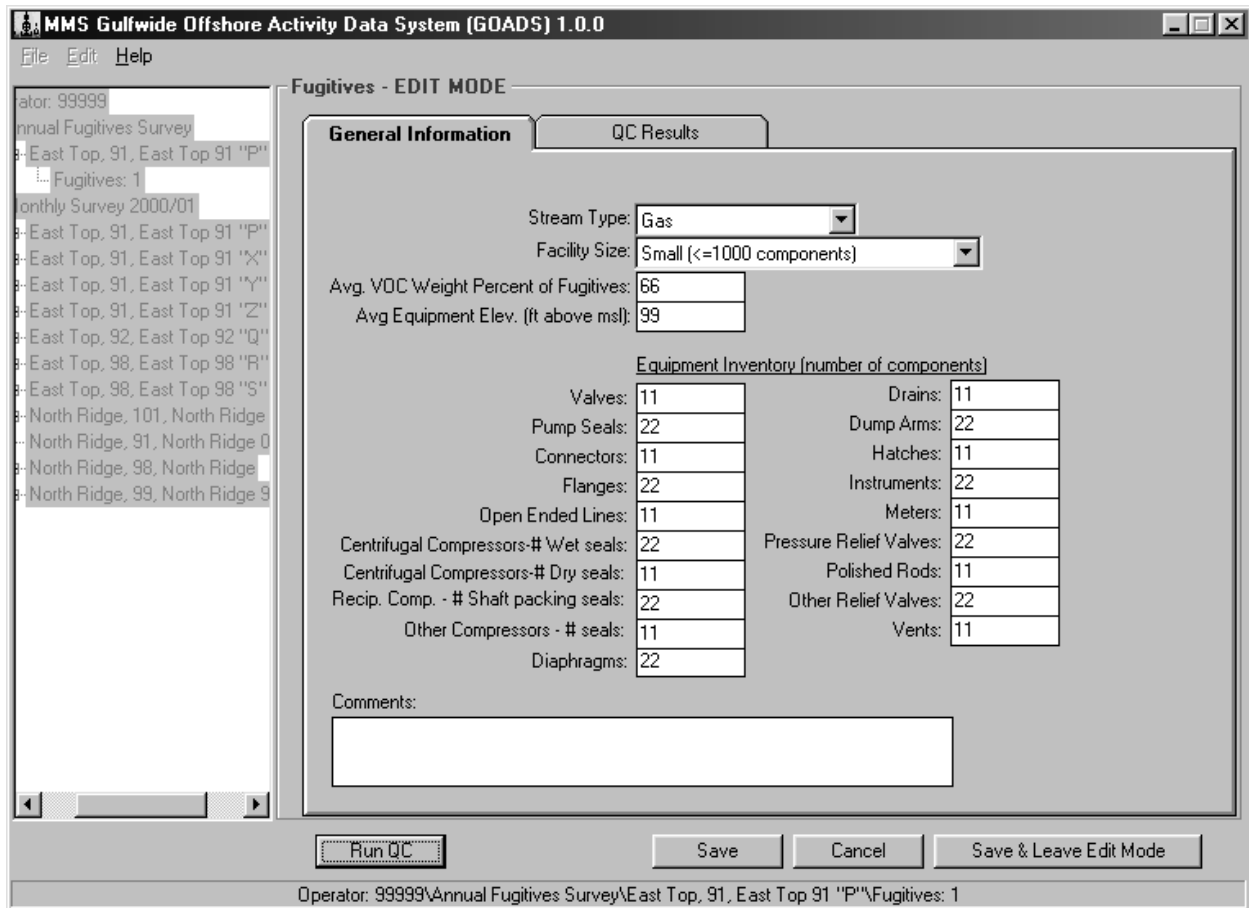 MMS Gulfwide Offshore Activity Data System (GOADS) 1.0.0
File Edit Help
rator: 99999
nnual Fugitives Survey
East Top, 91, East Top 91 "P"
Fugitives: 1
lonthly Survey 2000/01
East Top, 91, East Top 91 "P"
East Top, 91, East Top 91 "X"
East Top, 91, East Top 91 "Y"
East Top, 91, East Top 91 "Z"
East Top, 92, East Top 92 "Q"
East Top, 98, East Top 98 "R"
East Top, 98, East Top 98 "S"
North Ridge, 101, North Ridge
North Ridge, 91, North Ridge 0
North Ridge, 98, North Ridge
North Ridge, 99, North Ridge 9
Fugitives - EDIT MODE
General Information QC Results
Stream Type: Gas
Facility Size: Small (<=1000 components)
Avg. VOC Weight Percent of Fugitives: 66
Avg Equipment Elev. (ft above msl): 99
Equipment Inventory (number of components)
Valves: 11
Pump Seals: 22
Connectors: 11
Flanges: 22
Open Ended Lines: 11
Centrifugal Compressors-# Wet seals: 22
Centrifugal Compressors-# Dry seals: 11
Recip. Comp. - # Shaft packing seals: 22
Other Compressors - # seals: 11
Diaphragms: 22
Drains: 11
Dump Arms: 22
Hatches: 11
Instruments: 22
Meters: 11
Pressure Relief Valves: 22
Polished Rods: 11
Other Relief Valves: 22
Vents: 11
Comments:
Run QC Save Cancel Save & Leave Edit Mode
Operator: 99999\Annual Fugitives Survey\East Top, 91, East Top 91 "P"\Fugitives: 1